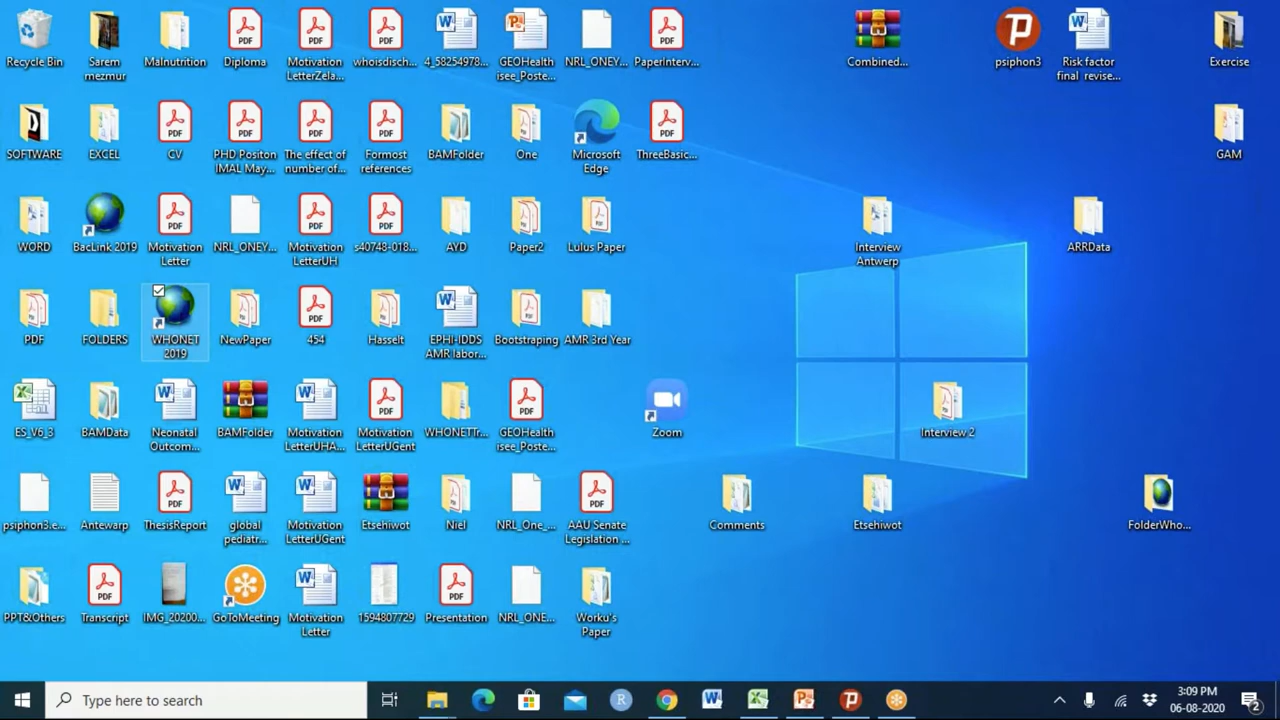 Recycle Bin
Sarem
mezmur
Malnutrition
Diploma
Motivation
LetterZela...
whoisdisch...
4_58254978...
GEOHealth
isee_Poste...
NRL_ONEY...
PaperInterv...
Combined...
psiphon3
Risk factor
final revise...
Exercise
SOFTWARE
EXCEL
CV
PHD Positon
IMAL May...
The effect of
number of...
Formost
references
BAMFolder
One
Microsoft
Edge
ThreeBasic...
GAM
WORD
BacLink 2019
Motivation
Letter
NRL_ONEY...
Motivation
LetterUH
s40748-018...
AYD
Paper2
Lulus Paper
Interview
Antwerp
ARRData
PDF
FOLDERS
WHONET
2019
NewPaper
454
Hasselt
EPHI-IDDS
AMR labor...
Bootstraping
AMR 3rd Year
ES_V6_3
BAMData
Neonatal
Outcom...
BAMFolder
Motivation
LetterUHA...
Motivation
LetterUGent
WHONETTr...
GEOHealth
isee_Poste...
Zoom
Interview 2
psiphon3.e...
Antewarp
ThesisReport
global
pediatr...
Motivation
LetterUGent
Etsehiwot
Niel
NRL_One_...
AAU Senate
Legislation ...
Comments
Etsehiwot
FolderWho...
PPT&Others
Transcript
IMG_20200...
GoToMeeting
Motivation
Letter
1594807729
Presentation
NRL_ONE...
Worku's
Paper
Type here to search
3:09 PM
06-08-2020
2